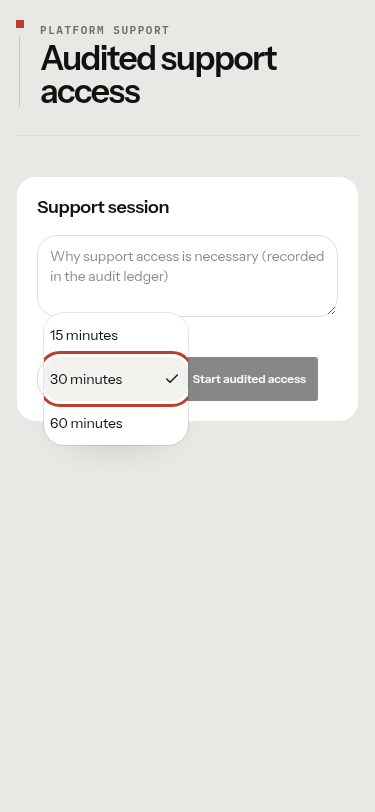 PLATFORM SUPPORT
Audited support
access
Support session
Why support access is necessary (recorded
in the audit ledger)
15 minutes
30 minutes
Start audited access
60 minutes